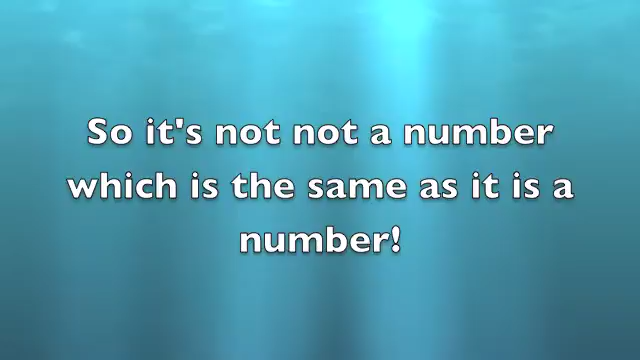 So it's not not a number
which is the same as it is a
number!